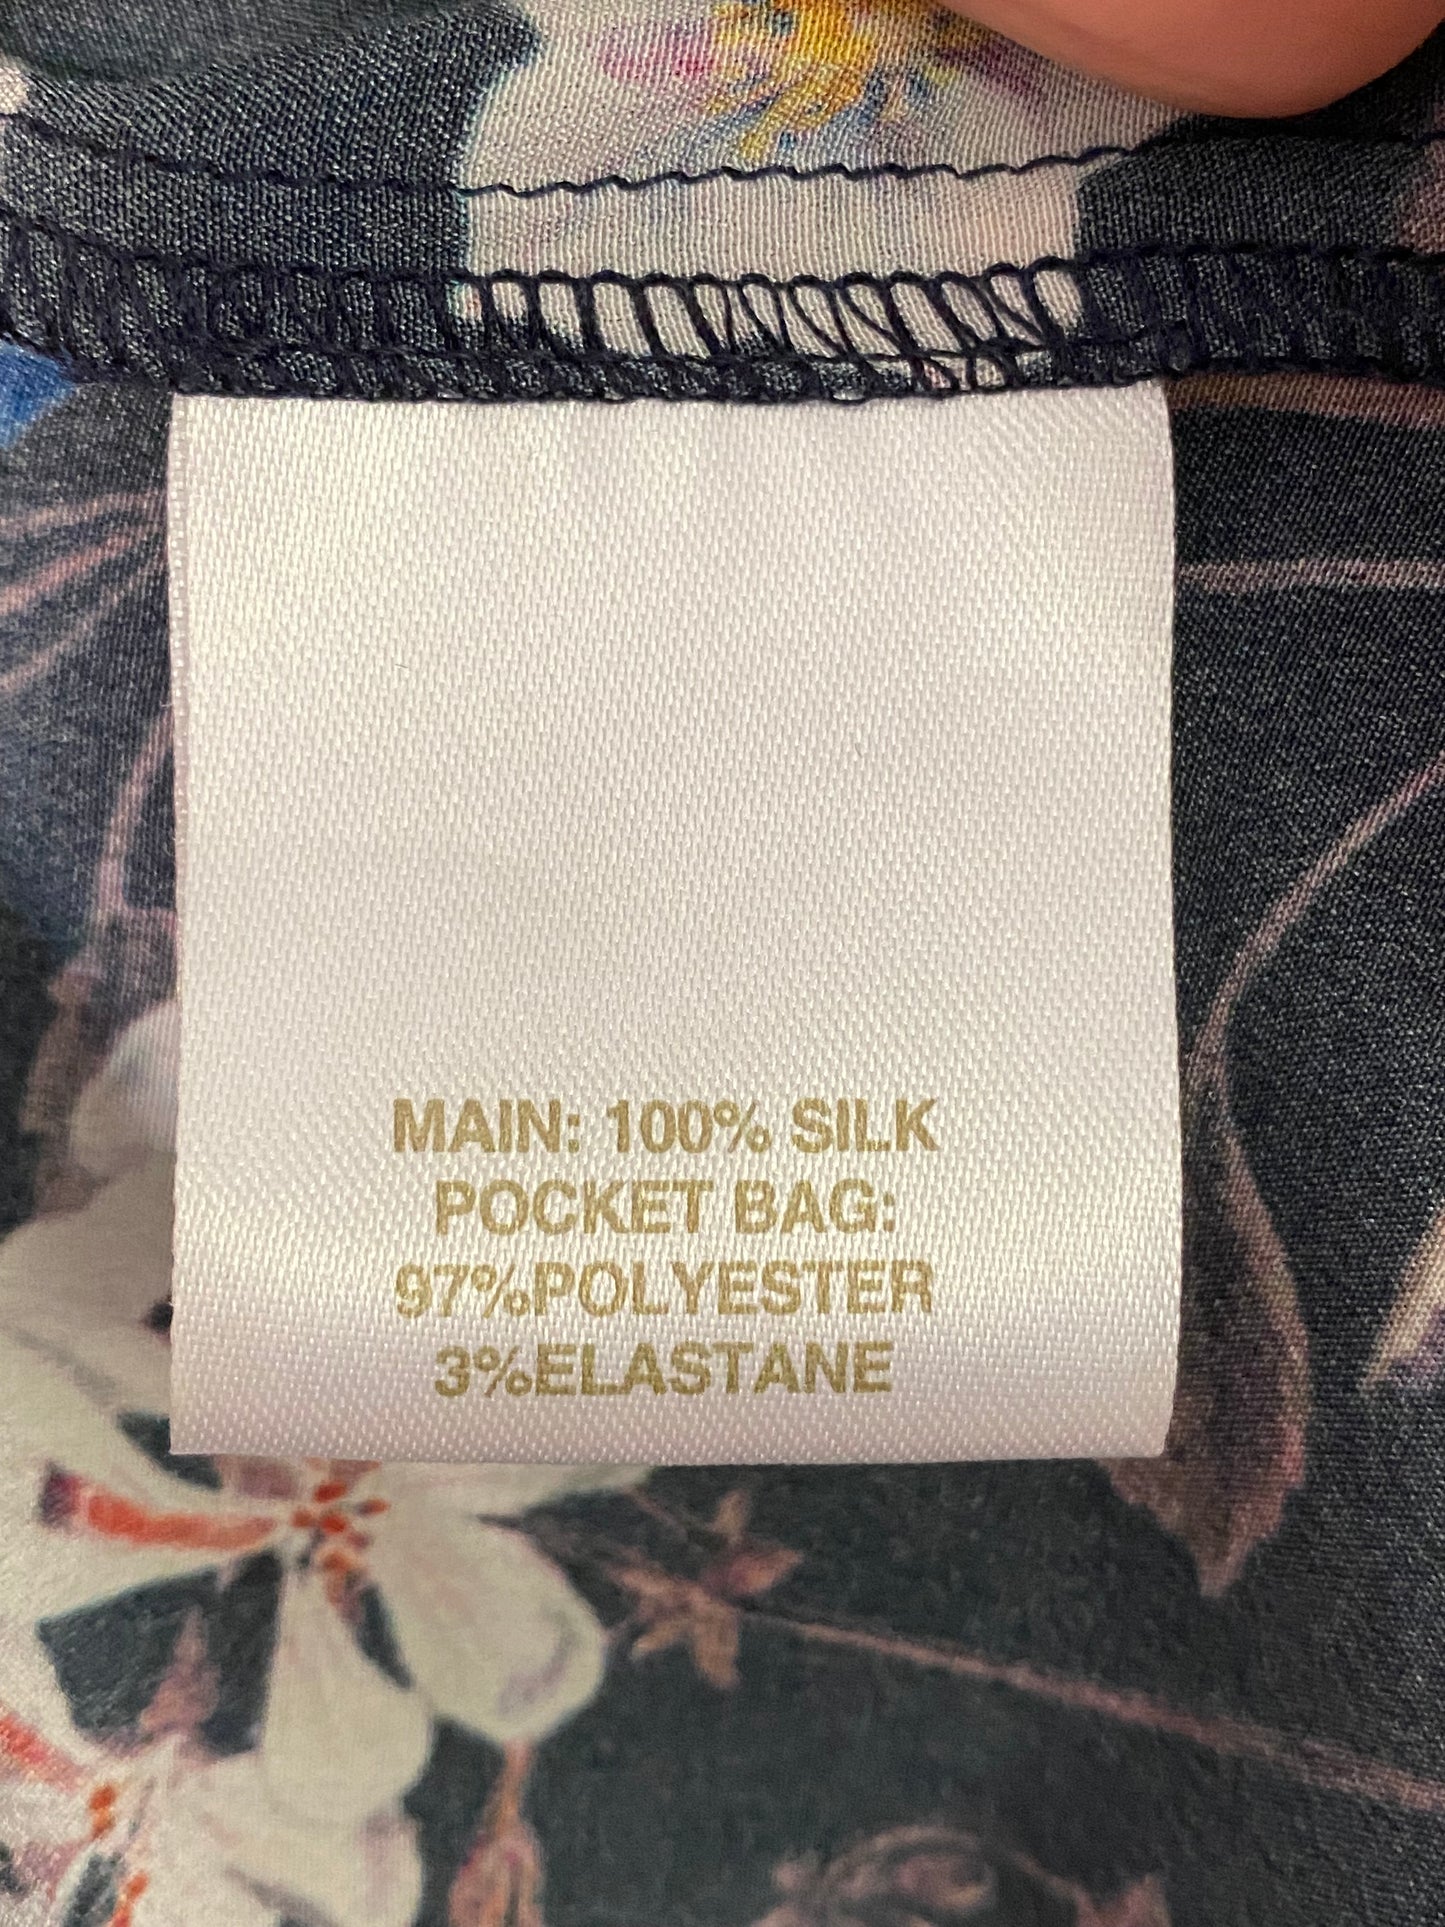 MAIN: 100% SILK
POCKET BAG:
97%POLYESTER
3%ELASTANE